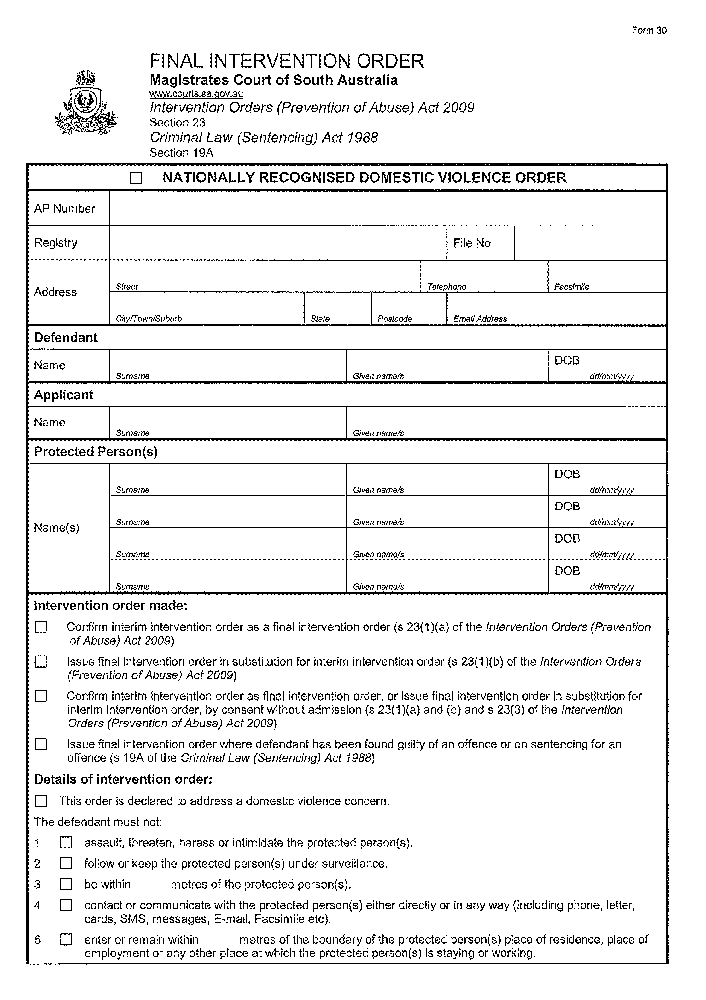 Form 30
FINAL INTERVENTION ORDER
Magistrates Court of South Australia
www.courts.sa.gov.au
Intervention Orders (Prevention of Abuse) Act 2009
Section 23
Criminal Law (Sentencing) Act 1988
Section 19A
☐ NATIONALLY RECOGNISED DOMESTIC VIOLENCE ORDER
AP Number
Registry File No
Address
Street Telephone Facsimile
City/Town/Suburb State Postcode Email Address
Defendant
Name
DOB
Surname Given name/s dd/mm/yyyy
Applicant
Name
Surname Given name/s
Protected Person(s)
Name(s)
DOB
Surname Given name/s dd/mm/yyyy
DOB
Surname Given name/s dd/mm/yyyy
DOB
Surname Given name/s dd/mm/yyyy
DOB
Surname Given name/s dd/mm/yyyy
Intervention order made:
☐ Confirm interim intervention order as a final intervention order (s 23(1)(a) of the Intervention Orders (Prevention
of Abuse) Act 2009)
☐ Issue final intervention order in substitution for interim intervention order (s 23(1)(b) of the Intervention Orders
(Prevention of Abuse) Act 2009)
☐ Confirm interim intervention order as final intervention order, or issue final intervention order in substitution for
interim intervention order, by consent without admission (s 23(1)(a) and (b) and s 23(3) of the Intervention
Orders (Prevention of Abuse) Act 2009)
☐ Issue final intervention order where defendant has been found guilty of an offence or on sentencing for an
offence (s 19A of the Criminal Law (Sentencing) Act 1988)
Details of intervention order:
☐ This order is declared to address a domestic violence concern.
The defendant must not:
1 ☐ assault, threaten, harass or intimidate the protected person(s).
2 ☐ follow or keep the protected person(s) under surveillance.
3 ☐ be within metres of the protected person(s).
4 ☐ contact or communicate with the protected person(s) either directly or in any way (including phone, letter,
cards, SMS, messages, E-mail, Facsimile etc).
5 ☐ enter or remain within metres of the boundary of the protected person(s) place of residence, place of
employment or any other place at which the protected person(s) is staying or working.